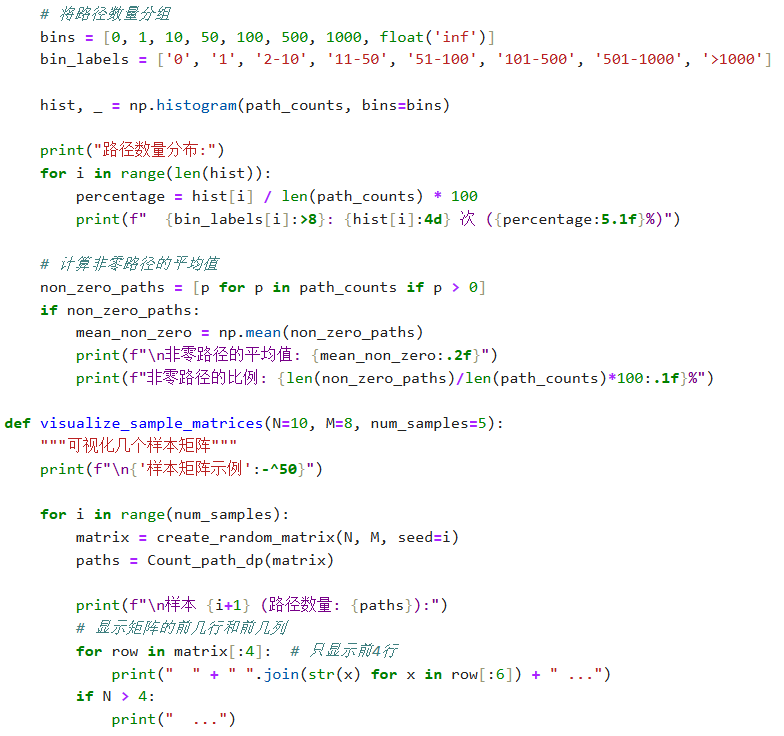 # 将路径数量分组
    bins = [0, 1, 10, 50, 100, 500, 1000, float('inf')]
    bin_labels = ['0', '1', '2-10', '11-50', '51-100', '101-500', '501-1000', '>1000']

    hist, _ = np.histogram(path_counts, bins=bins)

    print("路径数量分布:")
    for i in range(len(hist)):
        percentage = hist[i] / len(path_counts) * 100
        print(f"  {bin_labels[i]:>8}: {hist[i]:4d} 次 ({percentage:5.1f}%)")

    # 计算非零路径的平均值
    non_zero_paths = [p for p in path_counts if p > 0]
    if non_zero_paths:
        mean_non_zero = np.mean(non_zero_paths)
        print(f"\n非零路径的平均值: {mean_non_zero:.2f}")
        print(f"非零路径的比例: {len(non_zero_paths)/len(path_counts)*100:.1f}%")

def visualize_sample_matrices(N=10, M=8, num_samples=5):
    """可视化几个样本矩阵"""
    print(f"\n{'样本矩阵示例':-^50}")

    for i in range(num_samples):
        matrix = create_random_matrix(N, M, seed=i)
        paths = Count_path_dp(matrix)

        print(f"\n样本 {i+1} (路径数量: {paths}):")
        # 显示矩阵的前几行和前几列
        for row in matrix[:4]:  # 只显示前4行
            print("  " + " ".join(str(x) for x in row[:6]) + " ...")
        if N > 4:
            print("  ...")